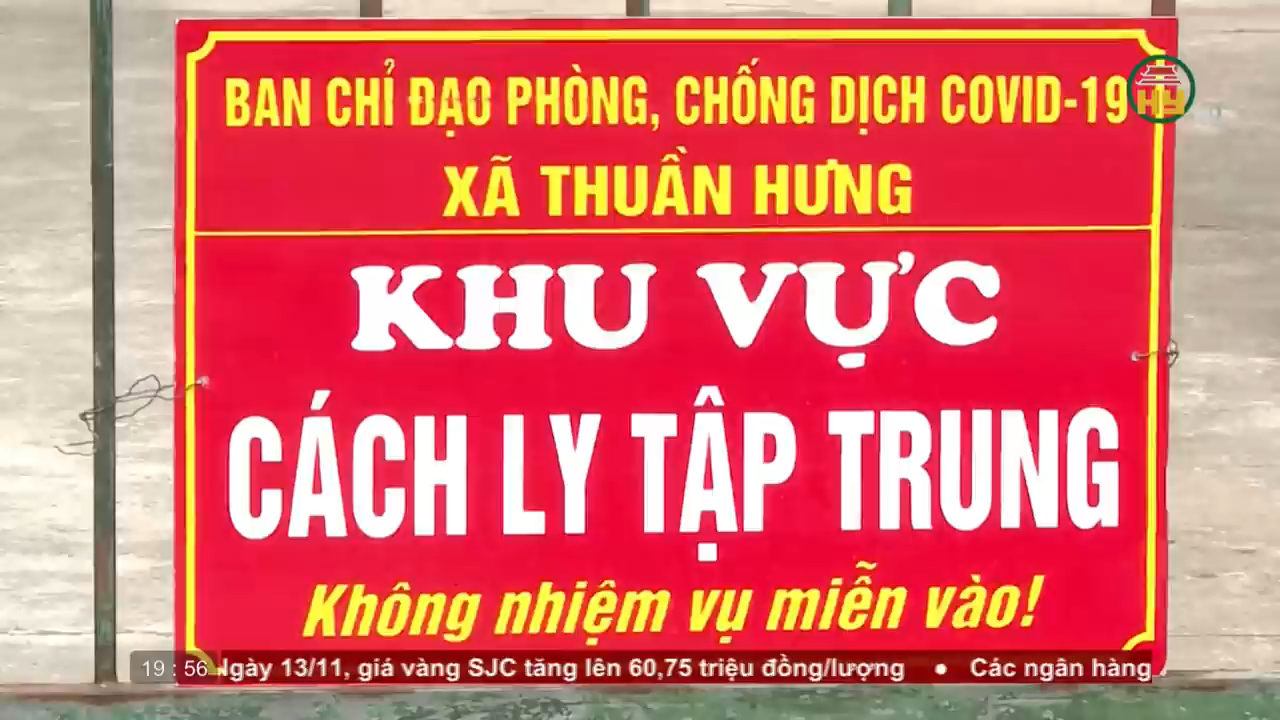 BAN CHỈ ĐẠO PHÒNG, CHỐNG DỊCH COVID-19
HY
XÃ THUẦN HƯNG
KHU VỰC
CÁCH LY TẬP TRUNG
Không nhiệm vụ miễn vào!
19 : 56 Ngày 13/11, giá vàng SJC tăng lên 60,75 triệu đồng/lượng • Các ngân hàng